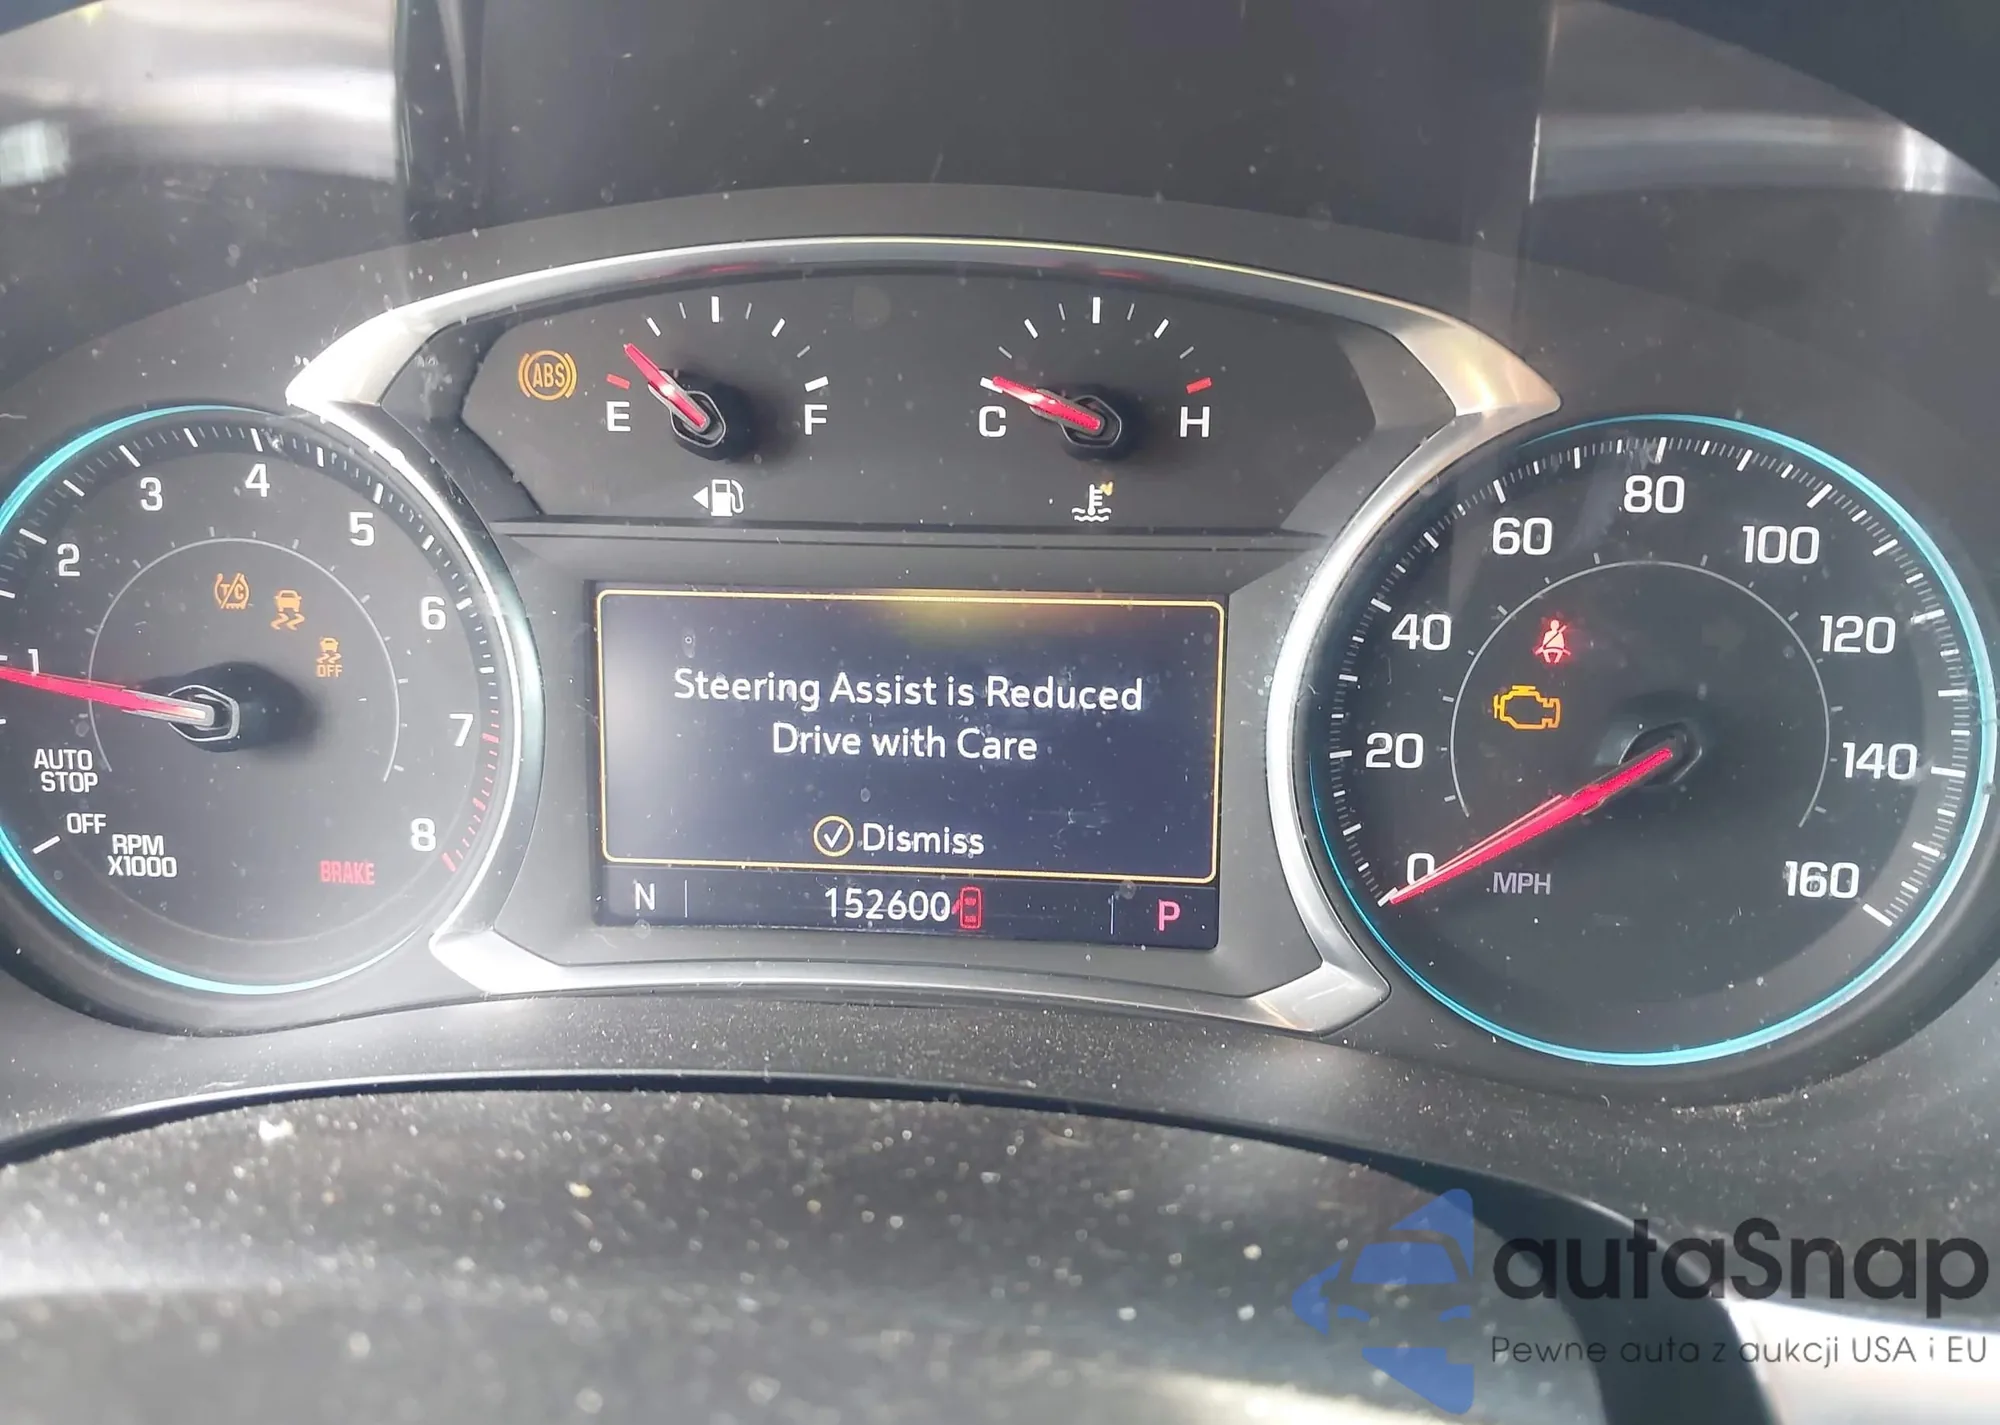 ABS
E
F
C
H
1
2
3
4
5
6
7
8
T/C
OFF
AUTO
STOP
OFF
RPM
X1000
BRAKE
Steering Assist is Reduced
Drive with Care
Dismiss
N
152600
P
0
20
40
60
80
100
120
140
160
MPH
autaSnap
Pewne auta z aukcji USA i EU